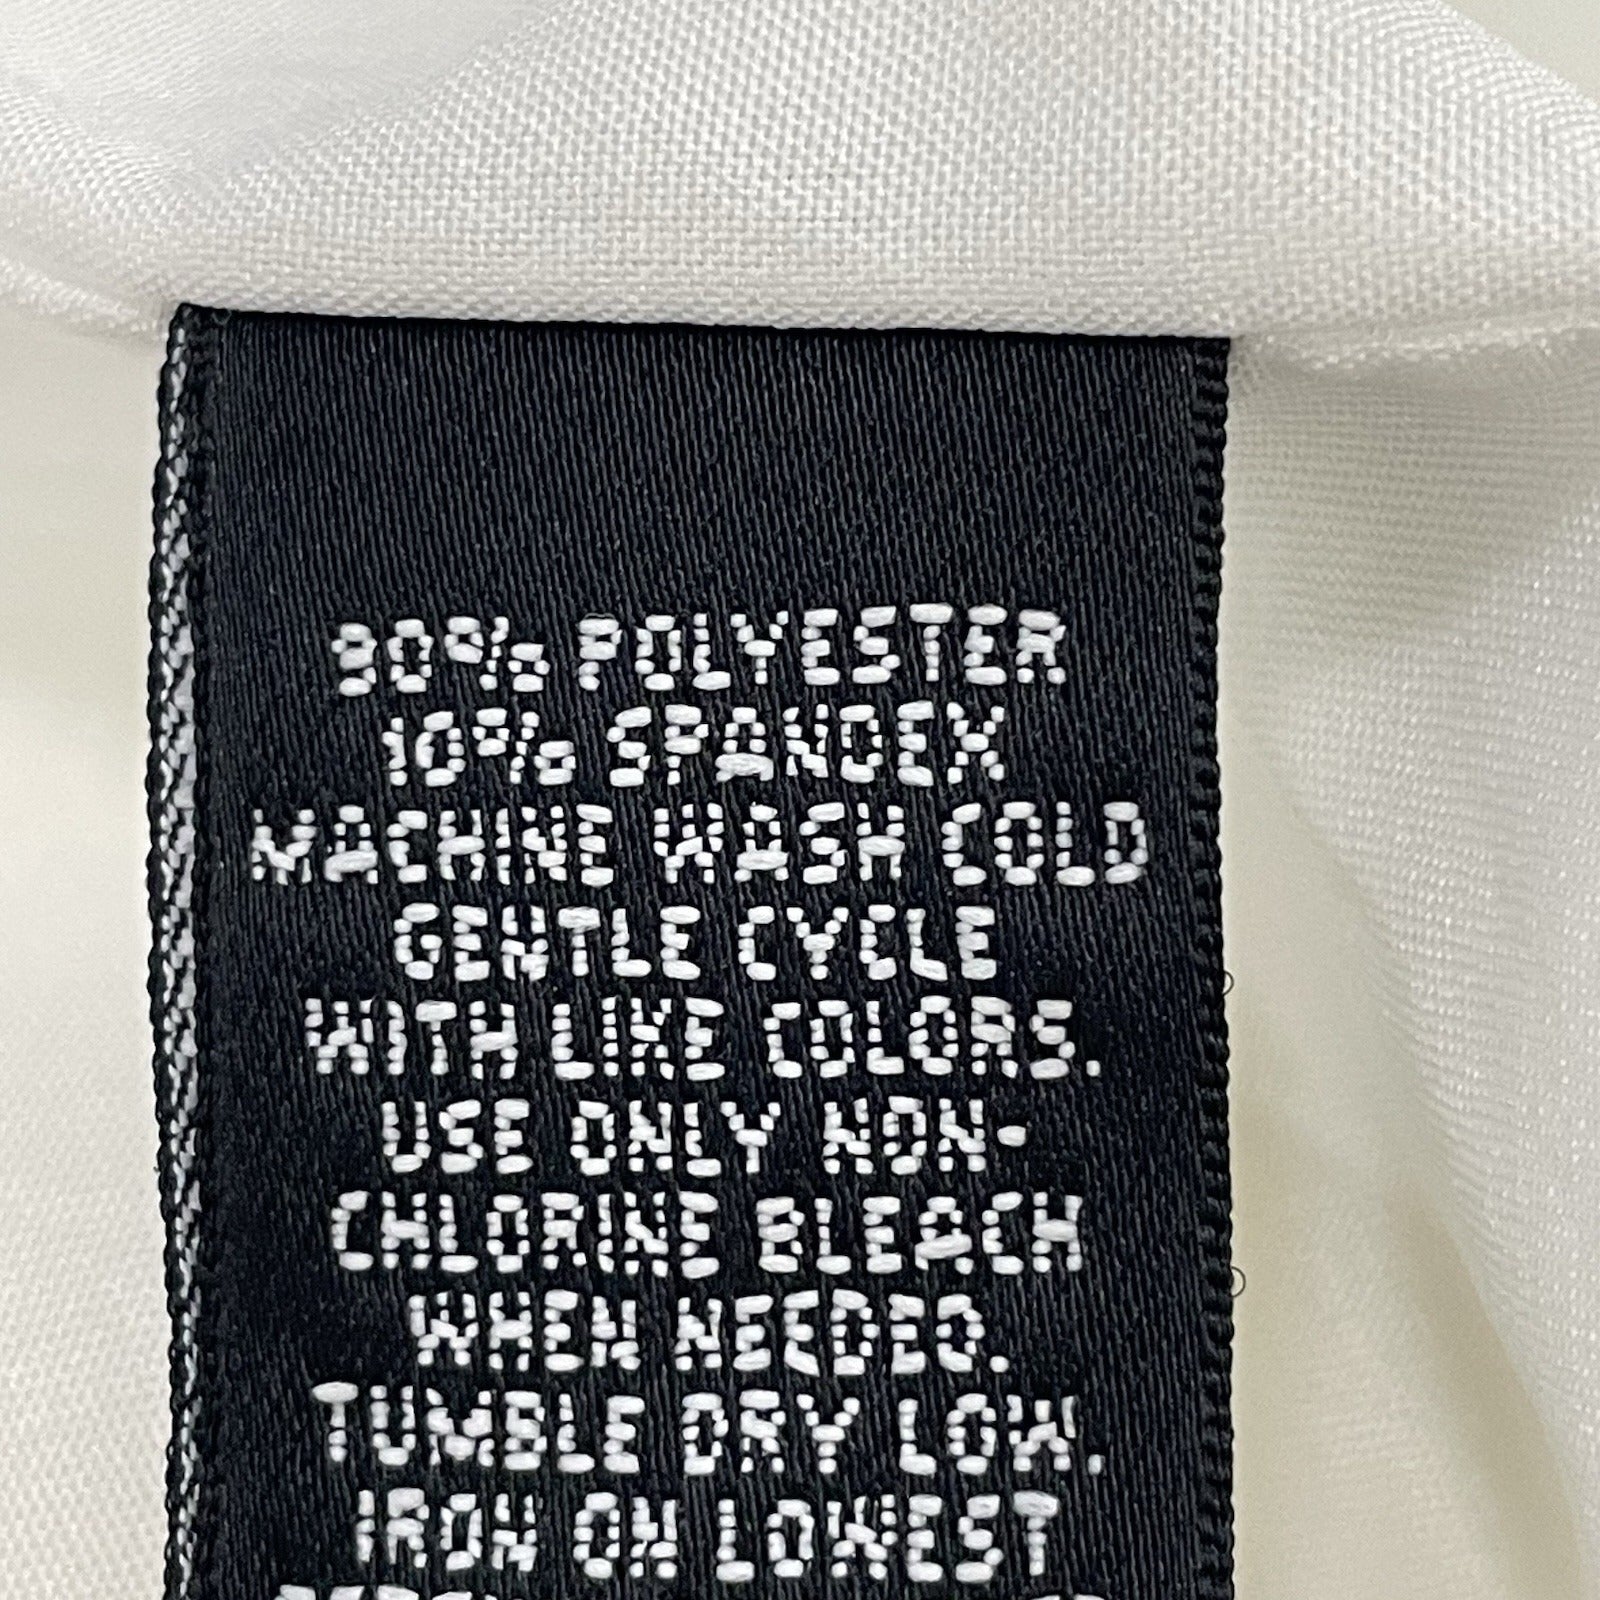 90% POLYESTER
10% SPANDEX
MACHINE WASH COLD
GENTLE CYCLE
WITH LIKE COLORS.
USE ONLY NON-
CHLORINE BLEACH
WHEN NEEDED.
TUMBLE DRY LOW.
IRON ON LOWEST